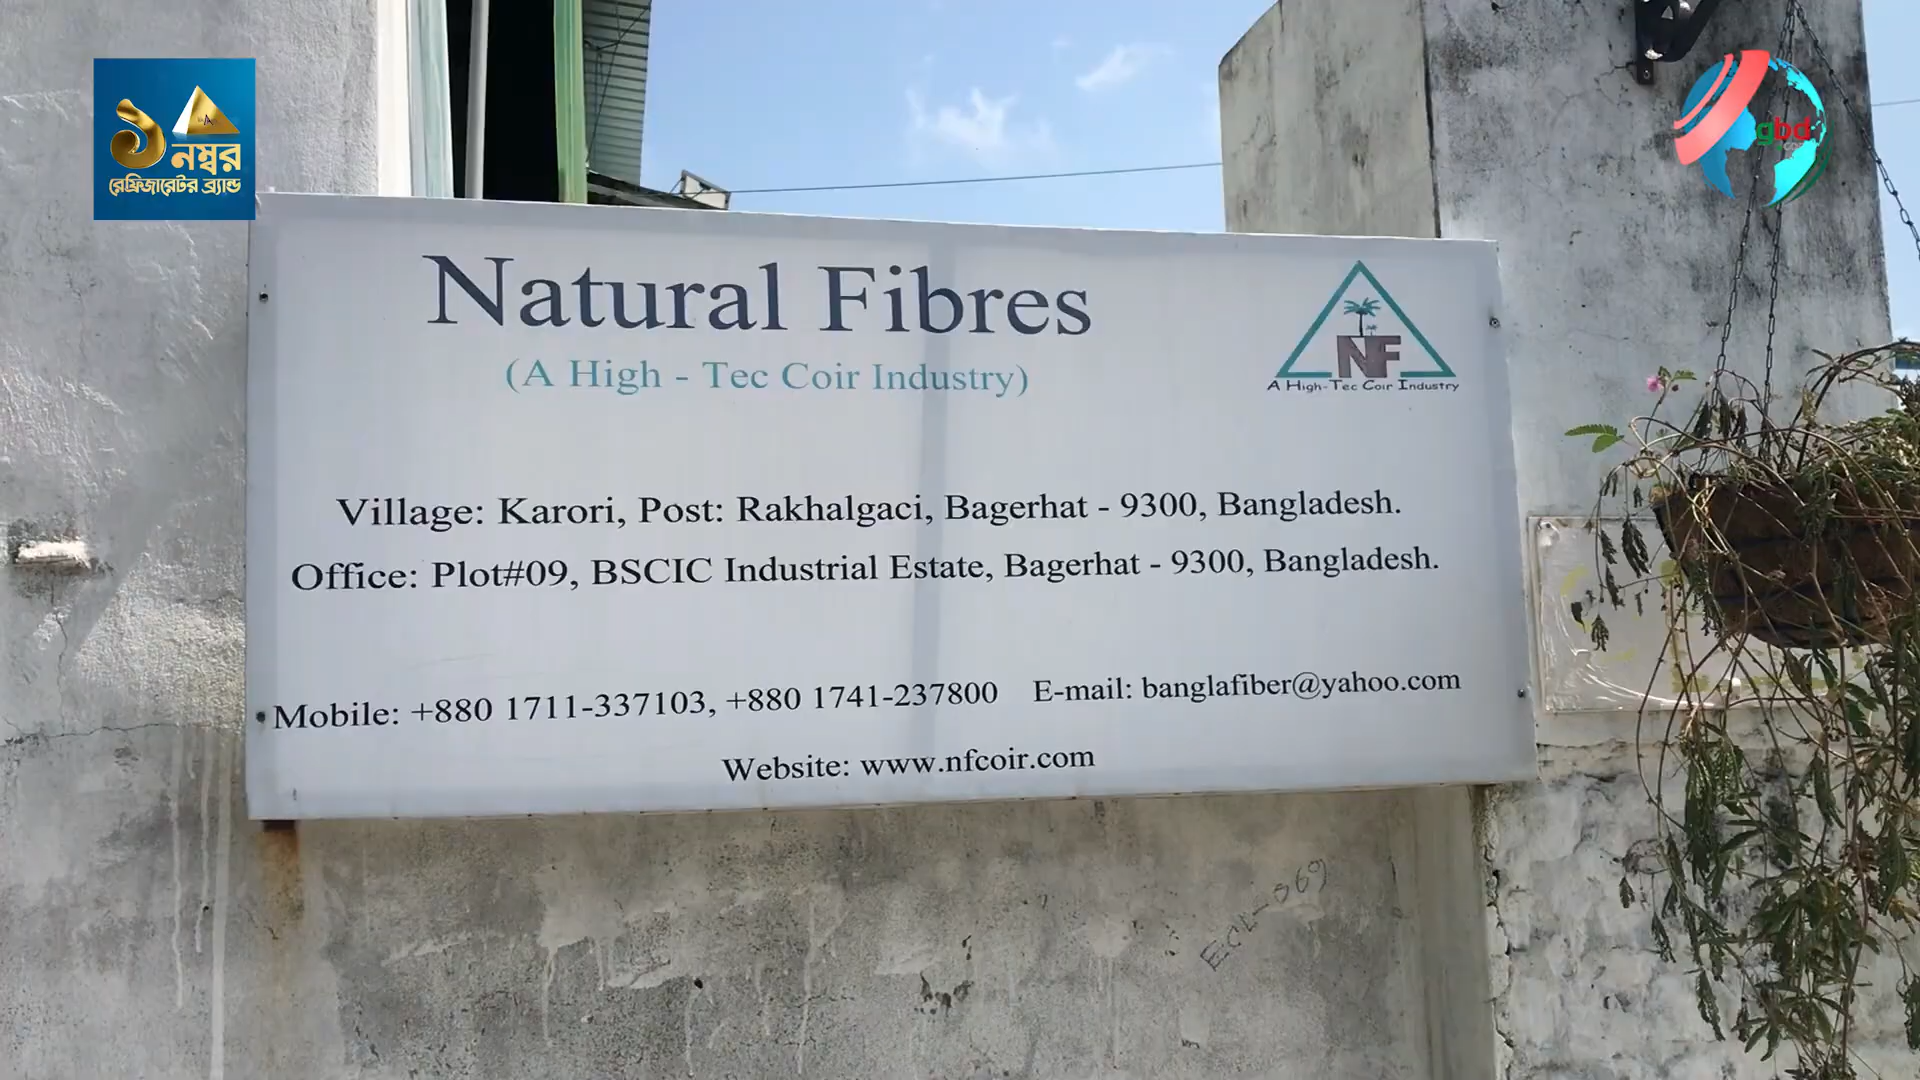 ১
নম্বর
রেফ্রিজারেটর ব্র্যান্ড
gbd
Natural Fibres
(A High - Tec Coir Industry)
NF
A High-Tec Coir Industry
Village: Karori, Post: Rakhalgaci, Bagerhat - 9300, Bangladesh.
Office: Plot#09, BSCIC Industrial Estate, Bagerhat - 9300, Bangladesh.
Mobile: +880 1711-337103, +880 1741-237800 E-mail: banglafiber@yahoo.com
Website: www.nfcoir.com